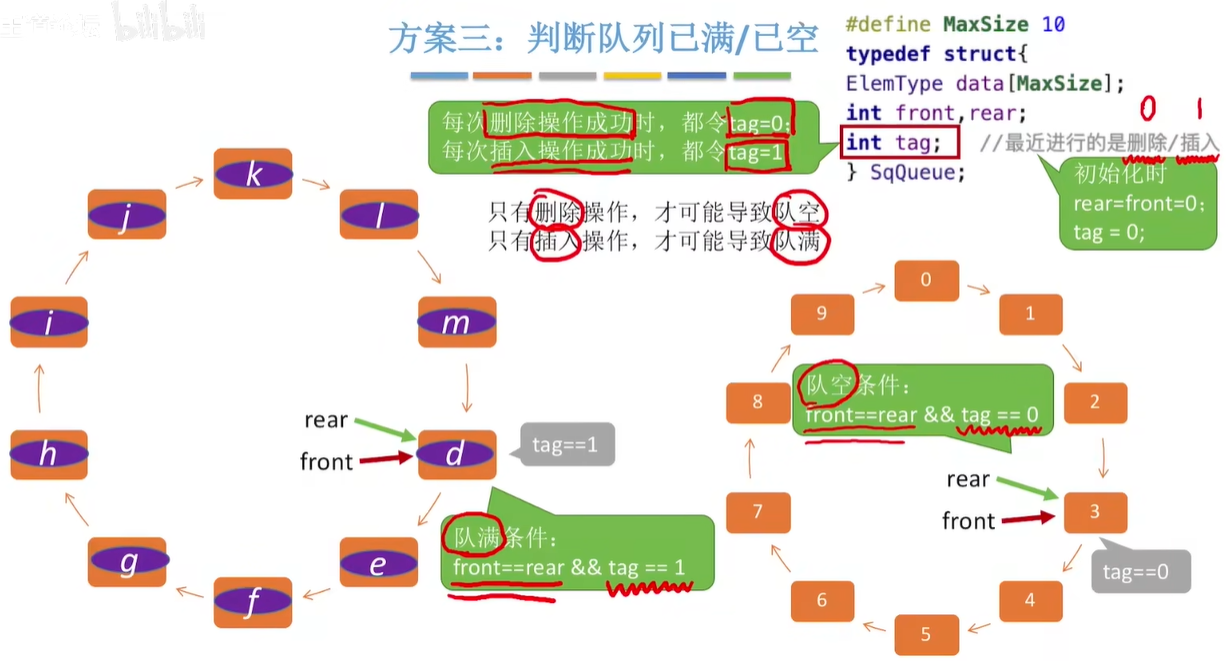 bilibili
方案三：判断队列已满/已空
#define MaxSize 10
typedef struct{
ElemType data[MaxSize];
int front,rear;
int tag; //最近进行的是删除/插入
} SqQueue;
0 1
每次删除操作成功时，都令tag=0；
每次插入操作成功时，都令tag=1
初始化时
rear=front=0；
tag = 0;
只有删除操作，才可能导致队空
只有插入操作，才可能导致队满
k
l
m
d
e
f
g
h
i
j
rear
front
tag==1
队满条件：
front==rear && tag == 1
0
1
2
3
4
5
6
7
8
9
队空条件：
front==rear && tag == 0
rear
front
tag==0